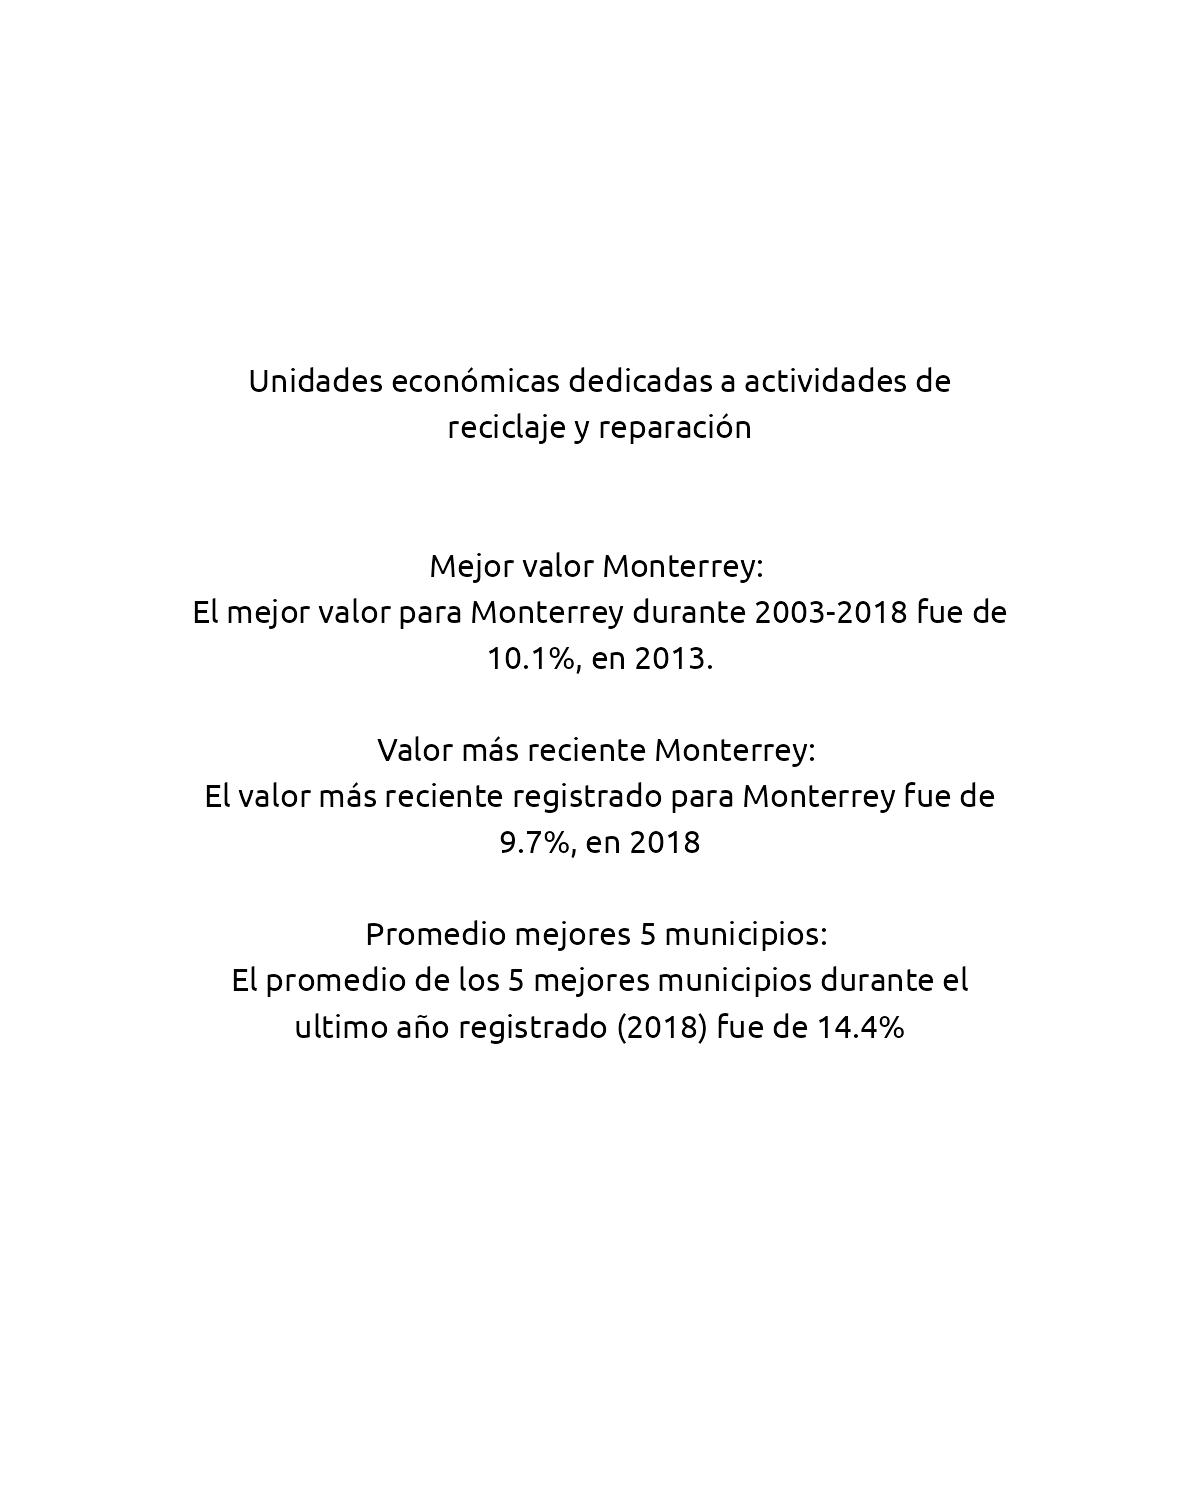 Unidades económicas dedicadas a actividades de
reciclaje y reparación
Mejor valor Monterrey:
El mejor valor para Monterrey durante 2003-2018 fue de
10.1%, en 2013.
Valor más reciente Monterrey:
El valor más reciente registrado para Monterrey fue de
9.7%, en 2018
Promedio mejores 5 municipios:
El promedio de los 5 mejores municipios durante el
ultimo año registrado (2018) fue de 14.4%